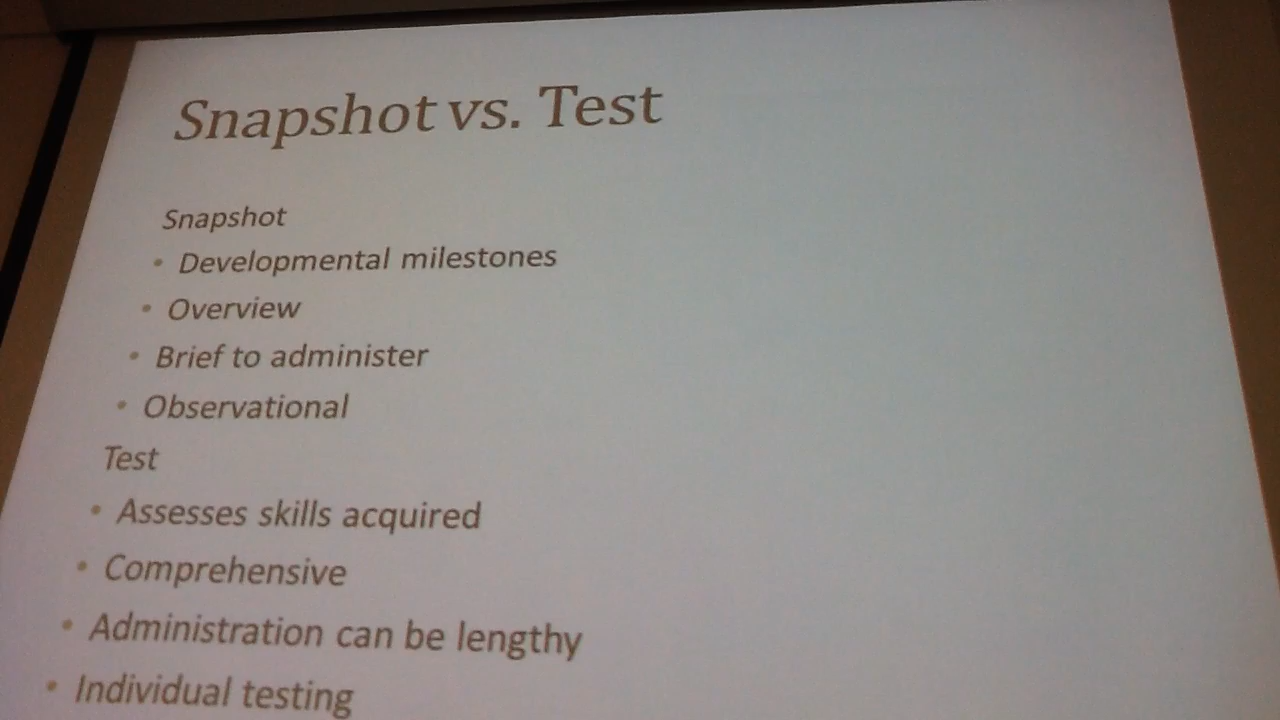 Snapshot vs. Test
Snapshot
• Developmental milestones
• Overview
• Brief to administer
• Observational
Test
• Assesses skills acquired
• Comprehensive
• Administration can be lengthy
• Individual testing